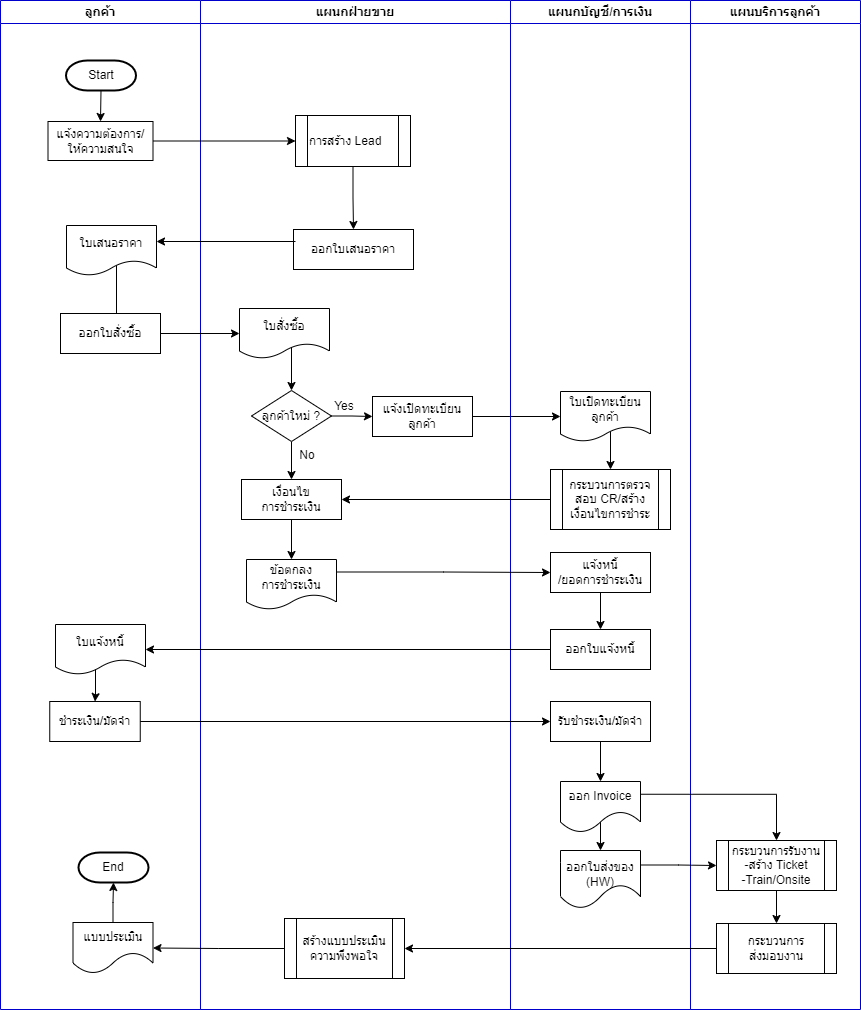 ลูกค้า
แผนกฝ่ายขาย
แผนกบัญชี/การเงิน
แผนบริการลูกค้า
Start
แจ้งความต้องการ/
ให้ความสนใจ
การสร้าง Lead
ใบเสนอราคา
ออกใบเสนอราคา
ออกใบสั่งซื้อ
ใบสั่งซื้อ
ลูกค้าใหม่ ?
Yes
แจ้งเปิดทะเบียน
ลูกค้า
ใบเปิดทะเบียน
ลูกค้า
No
เงื่อนไข
การชำระเงิน
กระบวนการตรวจ
สอบ CR/สร้าง
เงื่อนไขการชำระ
ข้อตกลง
การชำระเงิน
แจ้งหนี้
/ยอดการชำระเงิน
ใบแจ้งหนี้
ออกใบแจ้งหนี้
ชำระเงิน/มัดจำ
รับชำระเงิน/มัดจำ
ออก Invoice
ออกใบส่งของ
(HW)
กระบวนการรับงาน
-สร้าง Ticket
-Train/Onsite
End
แบบประเมิน
สร้างแบบประเมิน
ความพึงพอใจ
กระบวนการ
ส่งมอบงาน